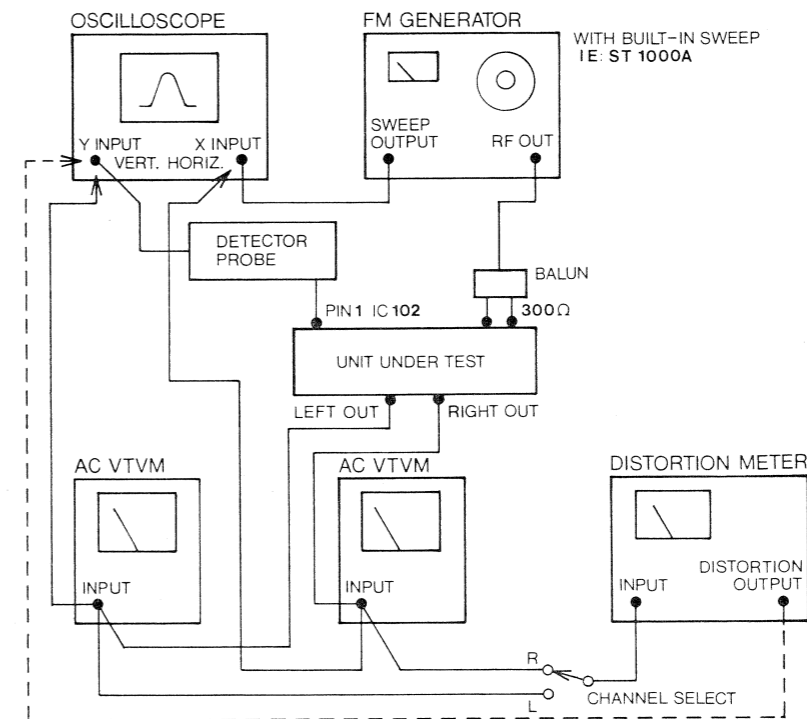 OSCILLOSCOPE
FM GENERATOR
WITH BUILT-IN SWEEP
IE: ST 1000A
Y INPUT
X INPUT
VERT. HORIZ.
SWEEP
OUTPUT
RF OUT
DETECTOR
PROBE
BALUN
PIN 1 IC 102
300Ω
UNIT UNDER TEST
LEFT OUT
RIGHT OUT
AC VTVM
AC VTVM
DISTORTION METER
INPUT
INPUT
INPUT
DISTORTION
OUTPUT
R
L
CHANNEL SELECT